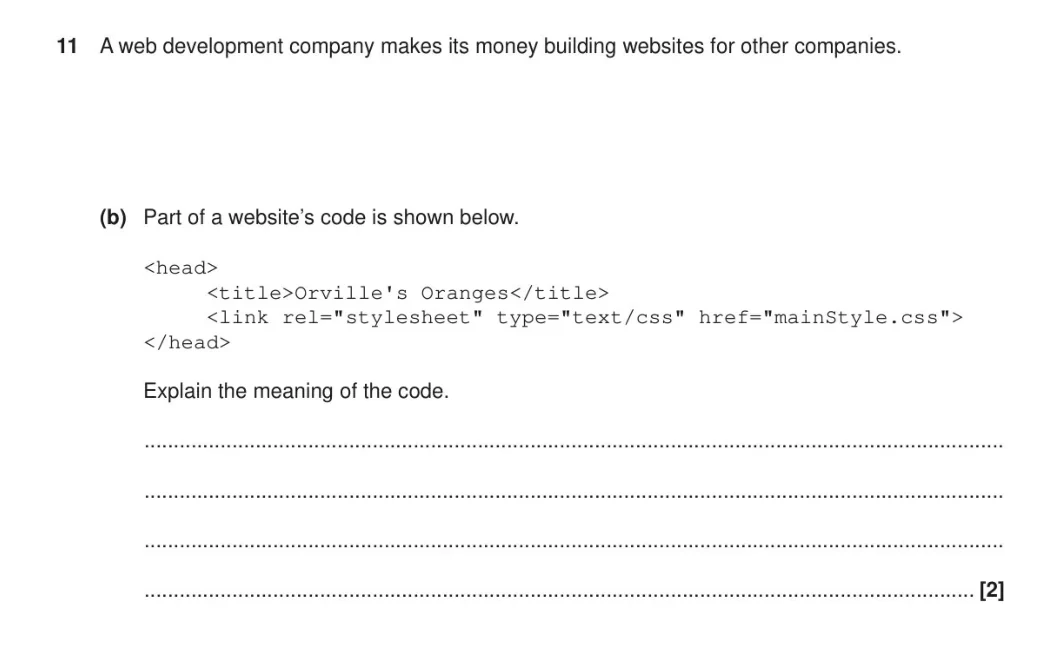 11 A web development company makes its money building websites for other companies.
(b) Part of a website's code is shown below.
<head>
<title>Orville's Oranges</title>
<link rel="stylesheet" type="text/css" href="mainStyle.css">
</head>
Explain the meaning of the code.
[2]